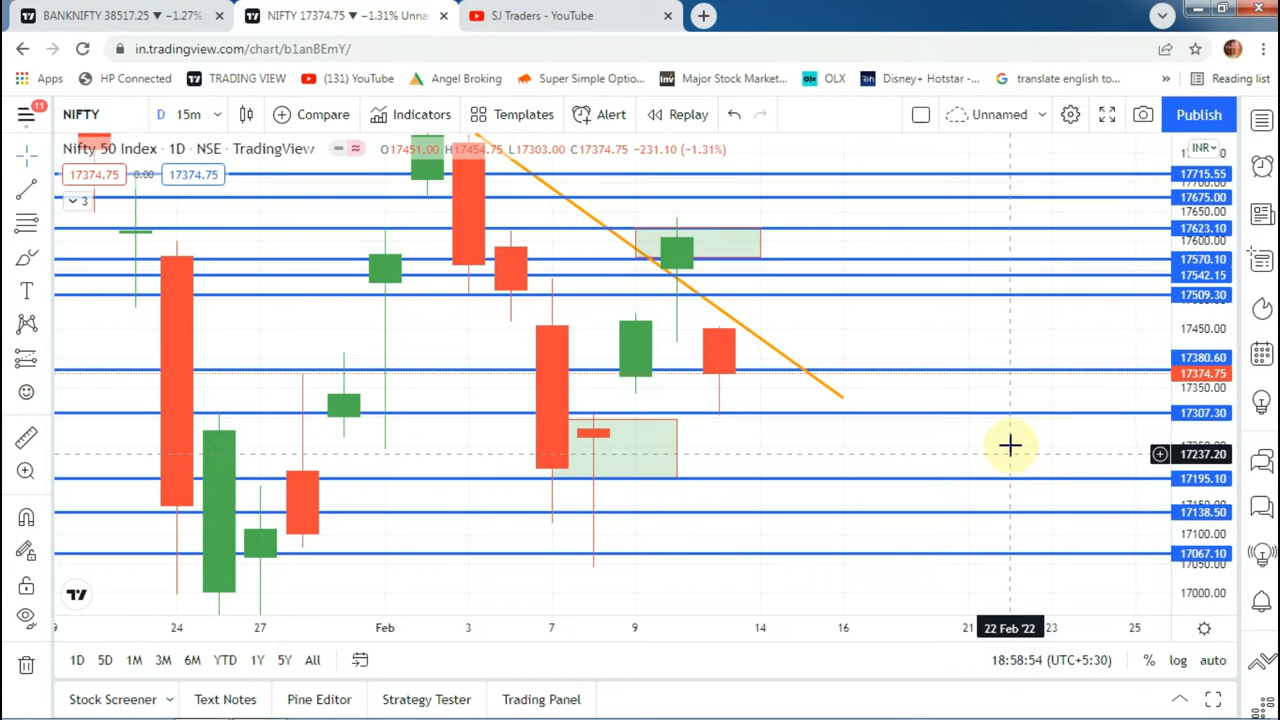 BANKNIFTY 38517.25 ▼ −1.27%
NIFTY 17374.75 ▼ −1.31% Unna
SJ Traders - YouTube
in.tradingview.com/chart/b1anBEmY/
Apps HP Connected TRADING VIEW (131) YouTube Angel Broking Super Simple Optio... Major Stock Market... OLX Disney+ Hotstar -... translate english to... » Reading list
11 NIFTY D 15m Compare Indicators Templates Alert Replay Unnamed Publish
Nifty 50 Index · 1D · NSE · TradingView O17451.00 H17454.75 L17303.00 C17374.75 −231.10 (−1.31%)
INR
17374.75 0.00 17374.75
3
17715.55
17700.00
17675.00
17650.00
17623.10
17600.00
17570.10
17542.15
17509.30
17450.00
17380.60
17374.75
17350.00
17307.30
17237.20
17195.10
17138.50
17100.00
17067.10
17050.00
17000.00
24 27 Feb 3 7 9 14 16 21 22 Feb '22 23 25
1D 5D 1M 3M 6M YTD 1Y 5Y All 18:58:54 (UTC+5:30) % log auto
Stock Screener Text Notes Pine Editor Strategy Tester Trading Panel